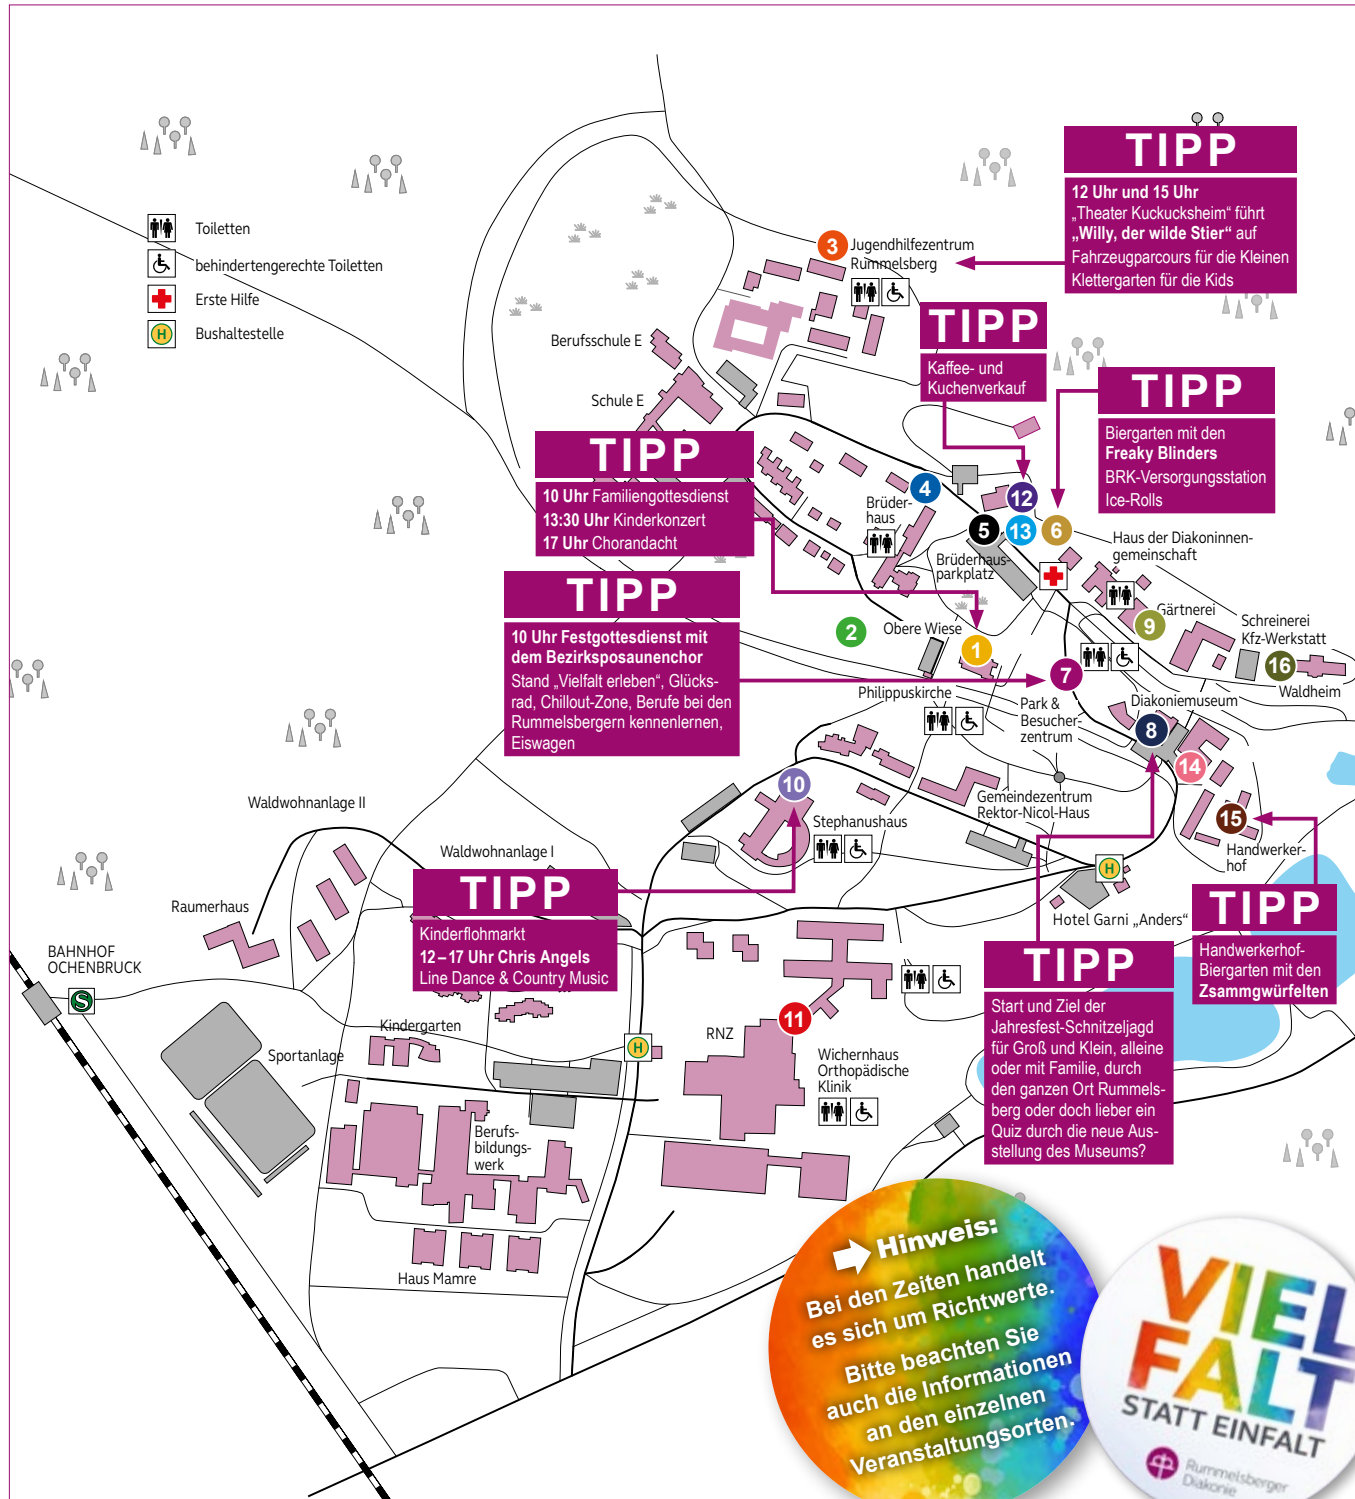 Toiletten
behindertengerechte Toiletten
Erste Hilfe
H
Bushaltestelle
TIPP
12 Uhr und 15 Uhr
„Theater Kuckucksheim“ führt
„Willy, der wilde Stier“ auf
Fahrzeugparcours für die Kleinen
Klettergarten für die Kids
3
Jugendhilfezentrum
Rummelsberg
TIPP
Kaffee- und
Kuchenverkauf
TIPP
Biergarten mit den
Freaky Blinders
BRK-Versorgungsstation
Ice-Rolls
Berufsschule E
Schule E
TIPP
10 Uhr Familiengottesdienst
13:30 Uhr Kinderkonzert
17 Uhr Chorandacht
4
12
5
13
6
Brüder-
haus
Brüderhaus-
parkplatz
Haus der Diakoninnen-
gemeinschaft
Gärtnerei
9
Schreinerei
Kfz-Werkstatt
16
Waldheim
TIPP
10 Uhr Festgottesdienst mit
dem Bezirksposaunenchor
Stand „Vielfalt erleben“, Glücks-
rad, Chillout-Zone, Berufe bei den
Rummelsbergern kennenlernen,
Eiswagen
2
Obere Wiese
1
7
Philippuskirche
Park &
Besucher-
zentrum
Diakoniemuseum
8
14
10
Stephanushaus
Gemeindezentrum
Rektor-Nicol-Haus
15
Handwerker-
hof
Waldwohnanlage II
Waldwohnanlage I
H
Hotel Garni „Anders“
TIPP
Kinderflohmarkt
12–17 Uhr Chris Angels
Line Dance & Country Music
TIPP
Handwerkerhof-
Biergarten mit den
Zsammgwürfelten
TIPP
Start und Ziel der
Jahresfest-Schnitzeljagd
für Groß und Klein, alleine
oder mit Familie, durch
den ganzen Ort Rummels-
berg oder doch lieber ein
Quiz durch die neue Aus-
stellung des Museums?
Raumerhaus
BAHNHOF
OCHENBRUCK
S
Kindergarten
Sportanlage
H
RNZ
11
Wichernhaus
Orthopädische
Klinik
Berufs-
bildungs-
werk
Haus Mamre
Hinweis:
Bei den Zeiten handelt
es sich um Richtwerte.
Bitte beachten Sie
auch die Informationen
an den einzelnen
Veranstaltungsorten.
VIEL
FALT
STATT EINFALT
Rummelsberger
Diakonie